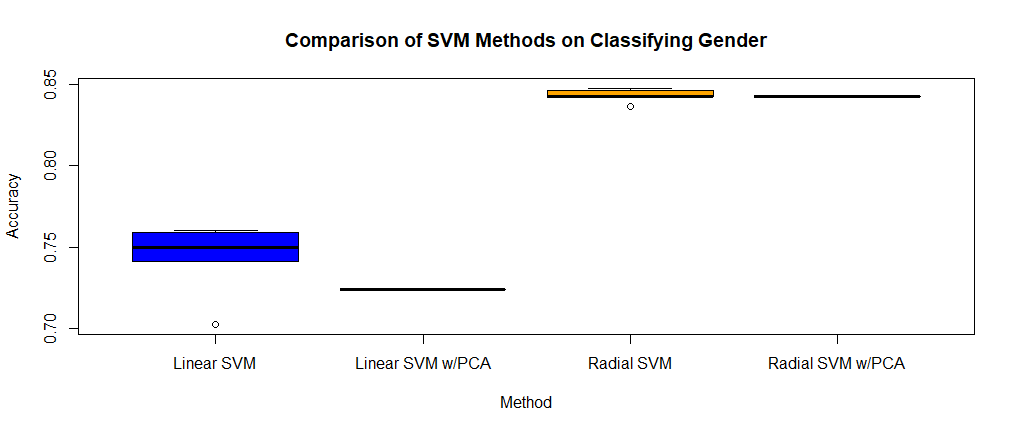 Comparison of SVM Methods on Classifying Gender
0.85
0.80
0.75
0.70
Accuracy
Linear SVM
Linear SVM w/PCA
Radial SVM
Radial SVM w/PCA
Method